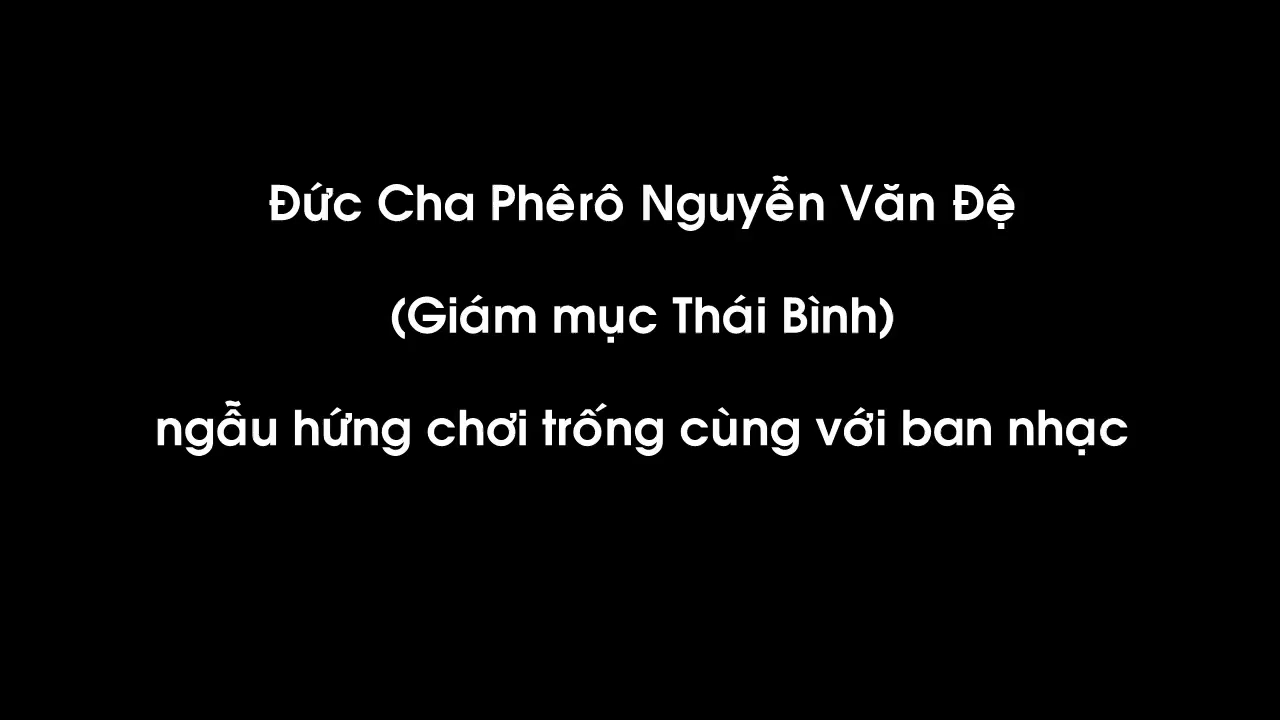 Đức Cha Phêrô Nguyễn Văn Đệ
(Giám mục Thái Bình)
ngẫu hứng chơi trống cùng với ban nhạc